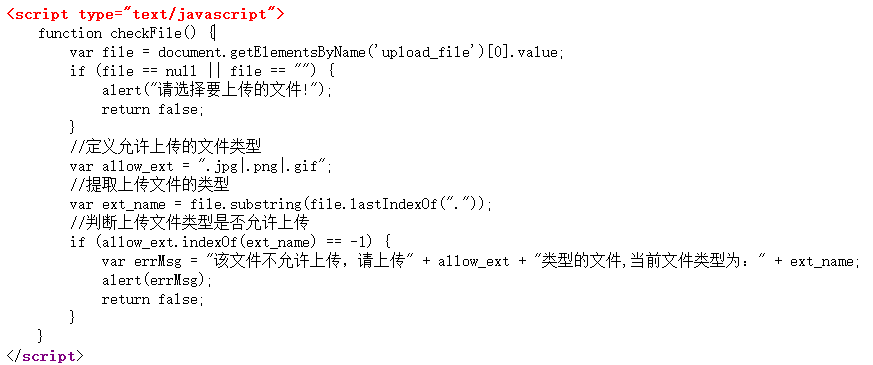 <script type="text/javascript">
    function checkFile() {
        var file = document.getElementsByName('upload_file')[0].value;
        if (file == null || file == "") {
            alert("请选择要上传的文件!");
            return false;
        }
        //定义允许上传的文件类型
        var allow_ext = ".jpg|.png|.gif";
        //提取上传文件的类型
        var ext_name = file.substring(file.lastIndexOf("."));
        //判断上传文件类型是否允许上传
        if (allow_ext.indexOf(ext_name) == -1) {
            var errMsg = "该文件不允许上传，请上传" + allow_ext + "类型的文件,当前文件类型为：" + ext_name;
            alert(errMsg);
            return false;
        }
    }
</script>